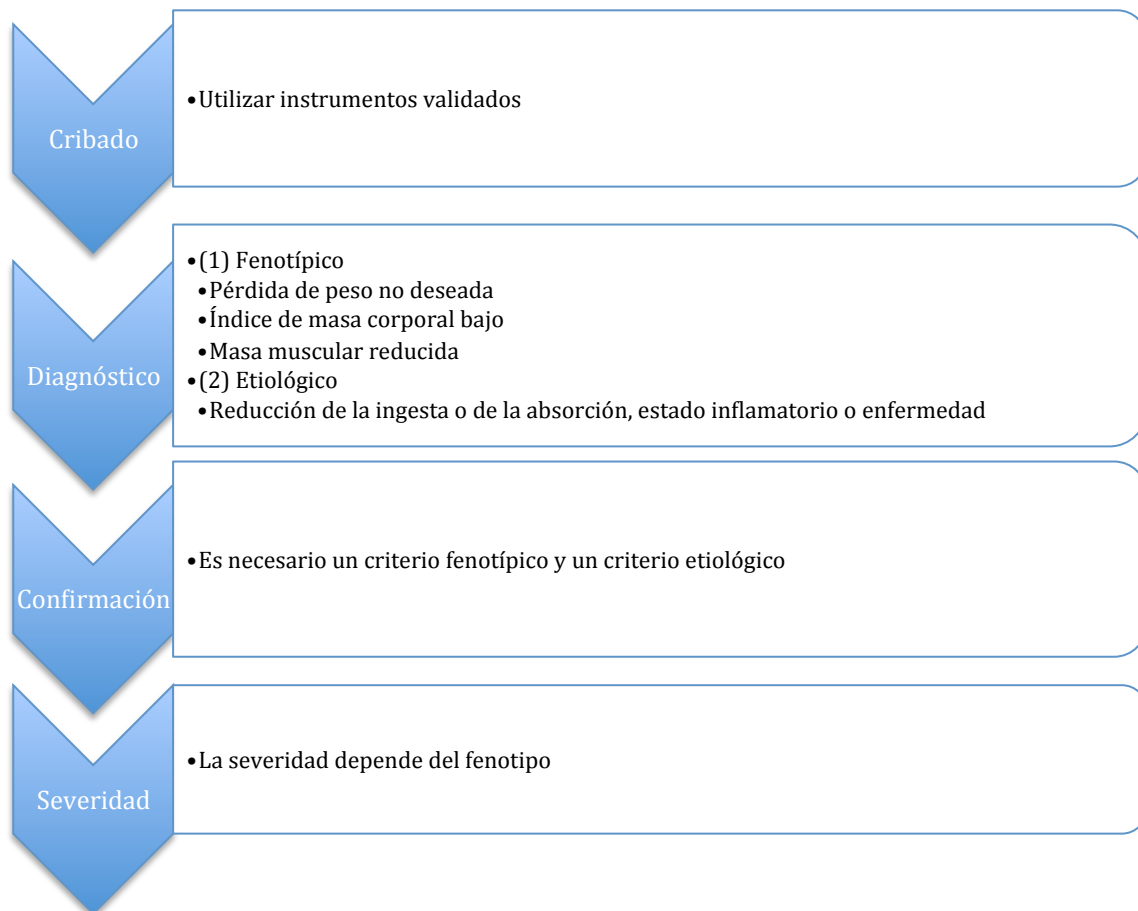 Cribado
•Utilizar instrumentos validados
Diagnóstico
•(1) Fenotípico
•Pérdida de peso no deseada
•Índice de masa corporal bajo
•Masa muscular reducida
•(2) Etiológico
•Reducción de la ingesta o de la absorción, estado inflamatorio o enfermedad
Confirmación
•Es necesario un criterio fenotípico y un criterio etiológico
Severidad
•La severidad depende del fenotipo